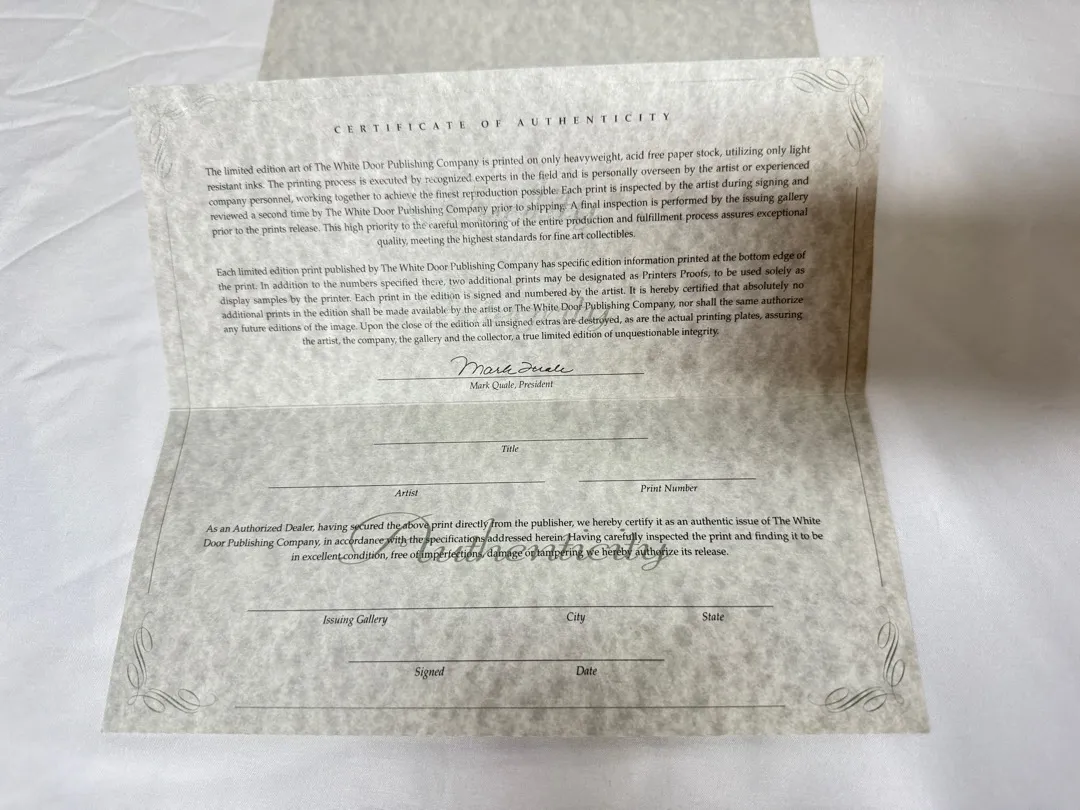 CERTIFICATE OF AUTHENTICITY
The limited edition art of The White Door Publishing Company is printed on only heavyweight, acid free paper stock, utilizing only light
resistant inks. The printing process is executed by recognized experts in the field and is personally overseen by the artist or experienced
company personnel, working together to achieve the finest reproduction possible. Each print is inspected by the artist during signing and
reviewed a second time by The White Door Publishing Company prior to shipping. A final inspection is performed by the issuing gallery
prior to the prints release. This high priority to the careful monitoring of the entire production and fulfillment process assures exceptional
quality, meeting the highest standards for fine art collectibles.
Each limited edition print published by The White Door Publishing Company has specific edition information printed at the bottom edge of
the print. In addition to the numbers specified there, two additional prints may be designated as Printers Proofs, to be used solely as
display samples by the printer. Each print in the edition is signed and numbered by the artist. It is hereby certified that absolutely no
additional prints in the edition shall be made available by the artist or The White Door Publishing Company, nor shall the same authorize
any future editions of the image. Upon the close of the edition all unsigned extras are destroyed, as are the actual printing plates, assuring
the artist, the company, the gallery and the collector, a true limited edition of unquestionable integrity.
Mark Quale
Mark Quale, President
Title
Artist Print Number
As an Authorized Dealer, having secured the above print directly from the publisher, we hereby certify it as an authentic issue of The White
Door Publishing Company, in accordance with the specifications addressed herein. Having carefully inspected the print and finding it to be
in excellent condition, free of imperfections, damage or tampering we hereby authorize its release.
Authenticity
Issuing Gallery City State
Signed Date